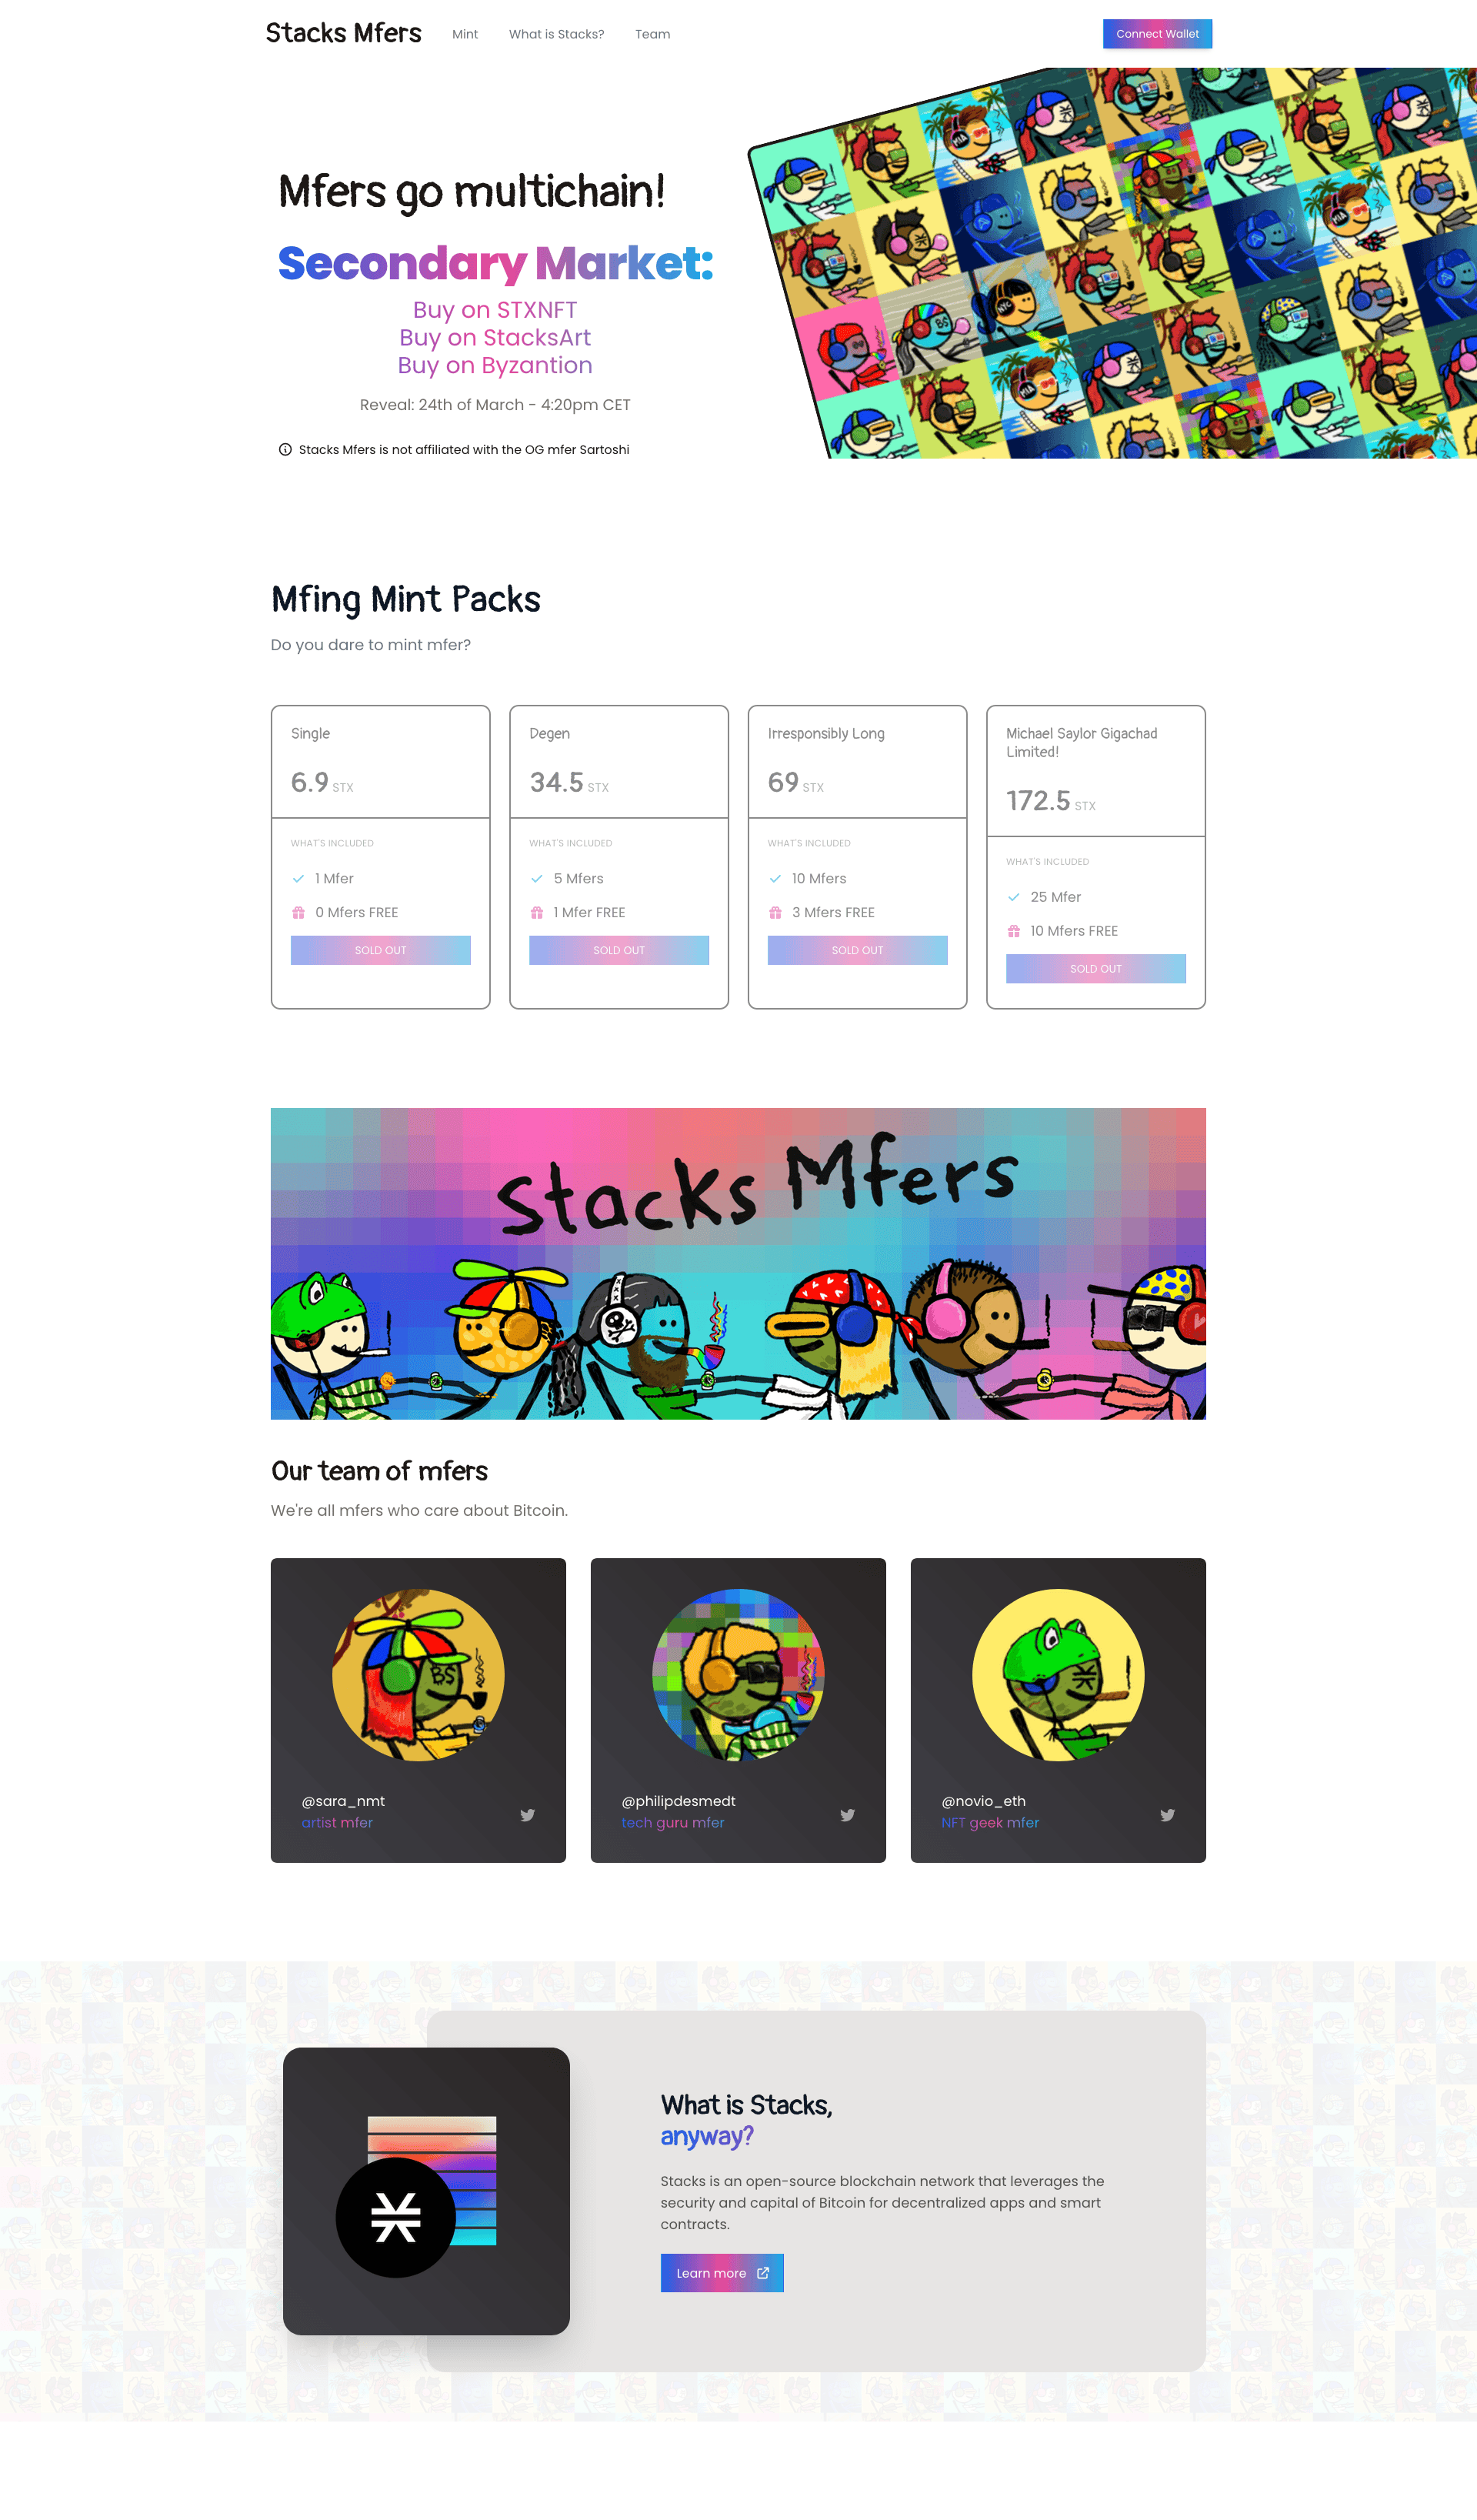 Stacks Mfers
Mint
What is Stacks?
Team
Connect Wallet
Mfers go multichain!
Secondary Market:
Buy on STXNFT
Buy on StacksArt
Buy on Byzantion
Reveal: 24th of March - 4:20pm CET
Stacks Mfers is not affiliated with the OG mfer Sartoshi
Mfing Mint Packs
Do you dare to mint mfer?
Single
6.9 STX
WHAT'S INCLUDED
1 Mfer
0 Mfers FREE
SOLD OUT
Degen
34.5 STX
WHAT'S INCLUDED
5 Mfers
1 Mfer FREE
SOLD OUT
Irresponsibly Long
69 STX
WHAT'S INCLUDED
10 Mfers
3 Mfers FREE
SOLD OUT
Michael Saylor Gigachad
Limited!
172.5 STX
WHAT'S INCLUDED
25 Mfer
10 Mfers FREE
SOLD OUT
Stacks Mfers
Our team of mfers
We're all mfers who care about Bitcoin.
BS
@sara_nmt
artist mfer
@philipdesmedt
tech guru mfer
@novio_eth
NFT geek mfer
What is Stacks,
anyway?
Stacks is an open-source blockchain network that leverages the
security and capital of Bitcoin for decentralized apps and smart
contracts.
Learn more